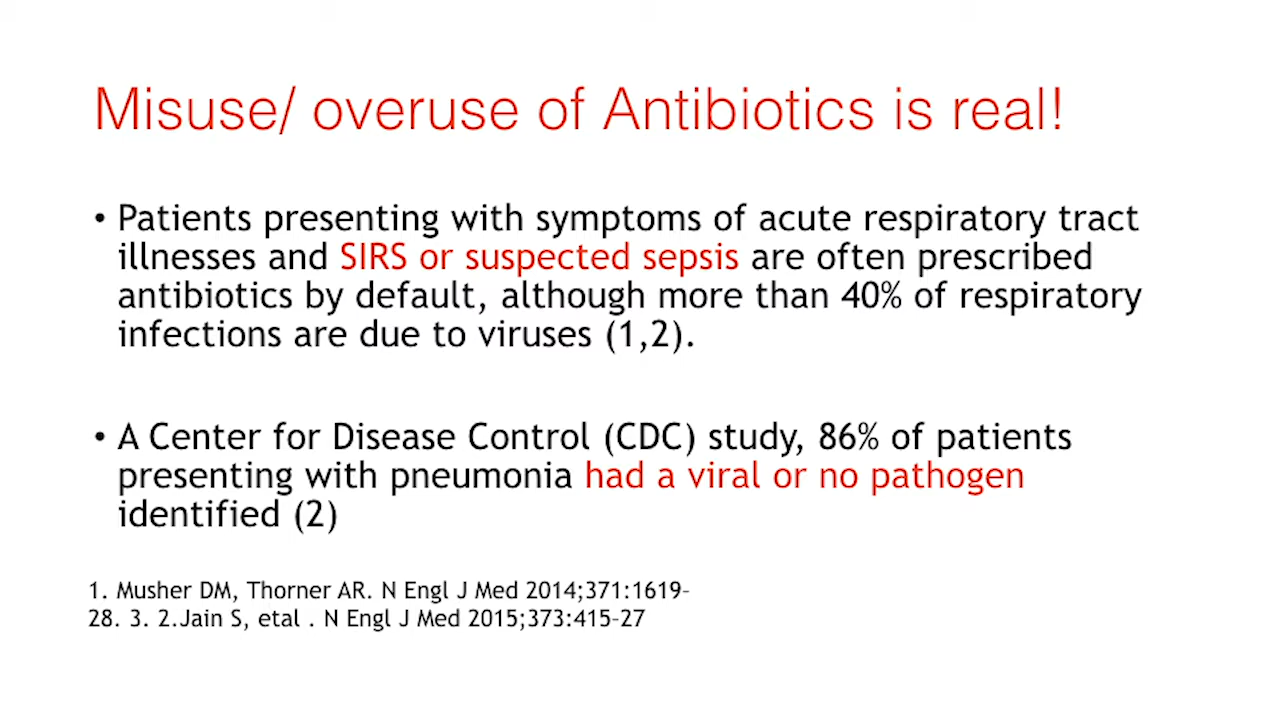 Misuse/ overuse of Antibiotics is real!
• Patients presenting with symptoms of acute respiratory tract
illnesses and SIRS or suspected sepsis are often prescribed
antibiotics by default, although more than 40% of respiratory
infections are due to viruses (1,2).
• A Center for Disease Control (CDC) study, 86% of patients
presenting with pneumonia had a viral or no pathogen
identified (2)
1. Musher DM, Thorner AR. N Engl J Med 2014;371:1619–
28. 3. 2.Jain S, etal . N Engl J Med 2015;373:415–27